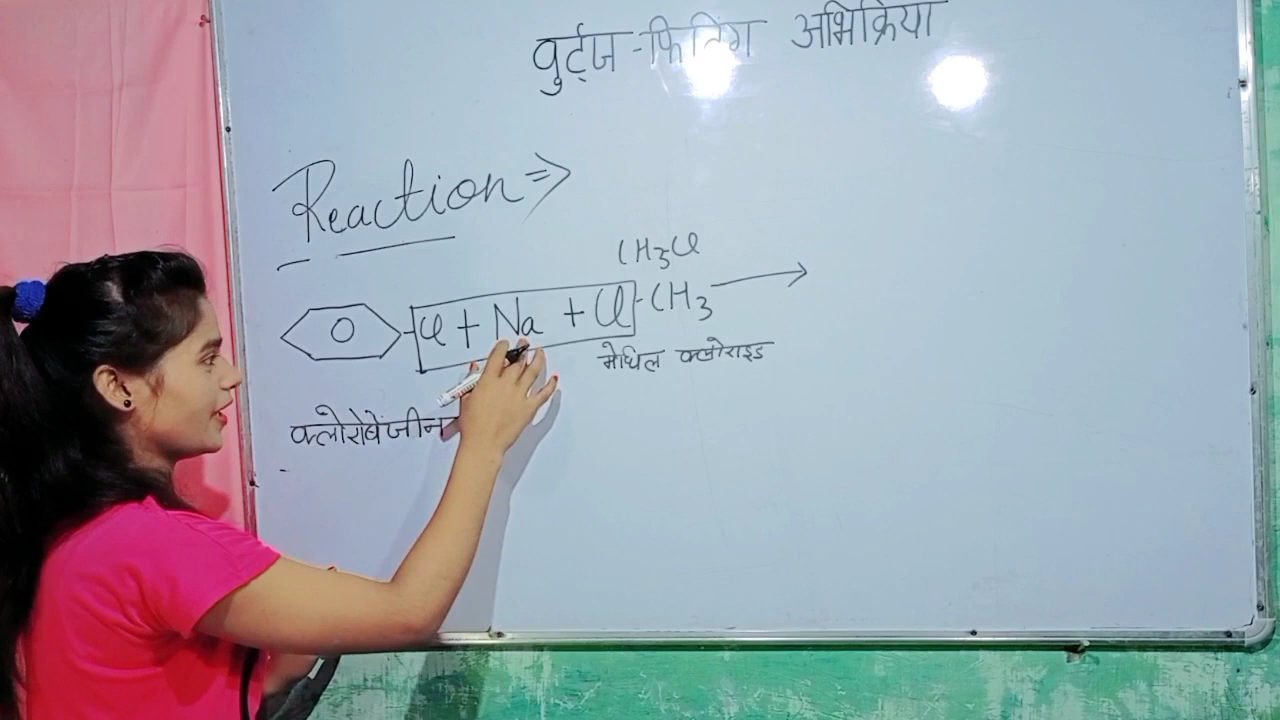 वुर्ट्ज-फिटिग अभिक्रिया
Reaction ⇒
CH3Cl
Cl + Na + Cl-CH3 →
मेथिल क्लोराइड
क्लोरोबेंजीन